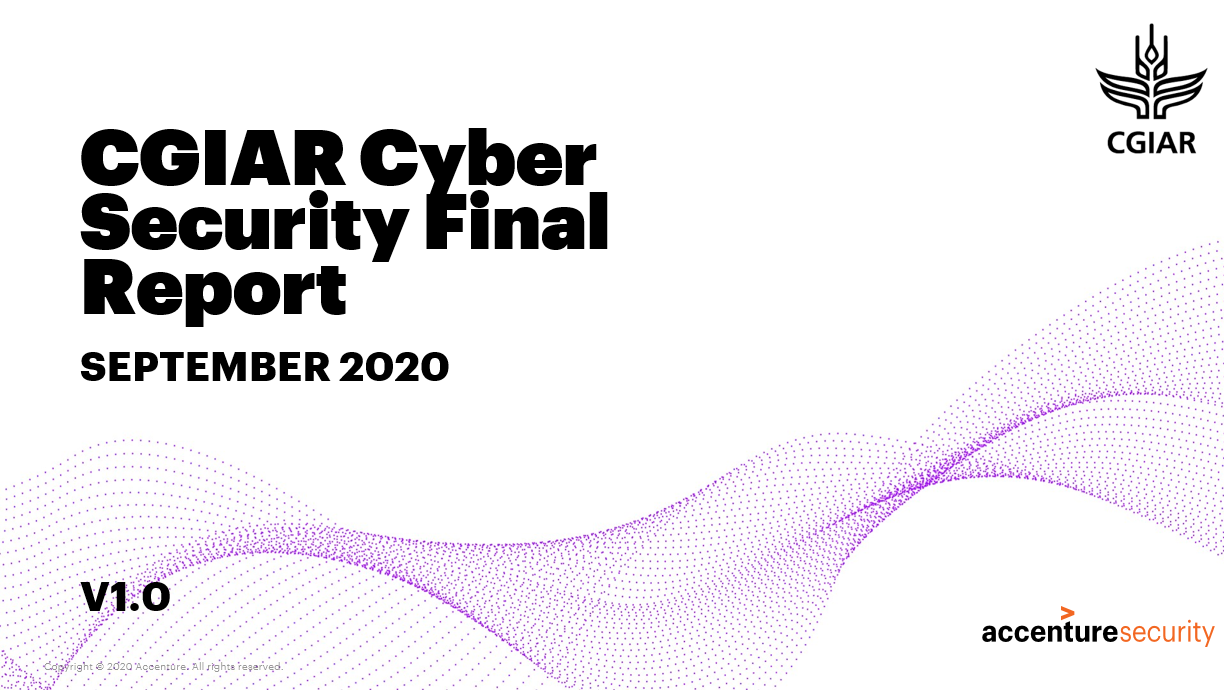 CGIAR
CGIAR Cyber
Security Final
Report
SEPTEMBER 2020
V1.0
accenturesecurity
Copyright © 2020 Accenture. All rights reserved.